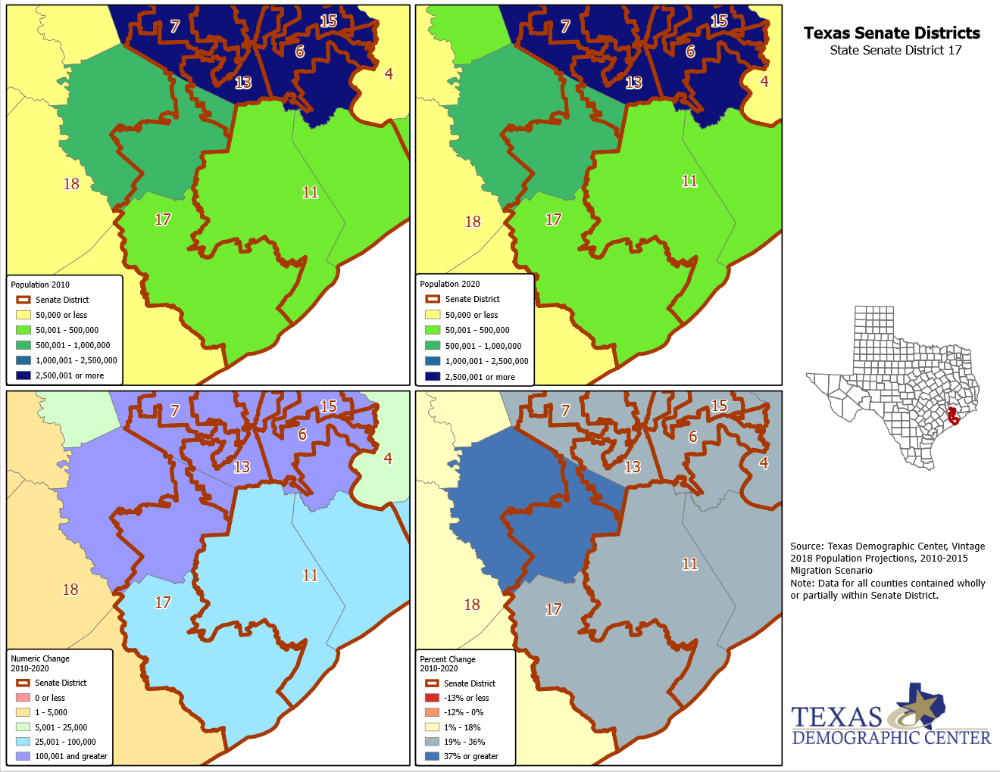 Texas Senate Districts
State Senate District 17
7
15
6
13
4
18
11
17
Population 2010
Senate District
50,000 or less
50,001 - 500,000
500,001 - 1,000,000
1,000,001 - 2,500,000
2,500,001 or more
7
15
6
13
4
18
11
17
Population 2020
Senate District
50,000 or less
50,001 - 500,000
500,001 - 1,000,000
1,000,001 - 2,500,000
2,500,001 or more
7
15
6
13
4
18
11
17
Numeric Change
2010-2020
Senate District
0 or less
1 - 5,000
5,001 - 25,000
25,001 - 100,000
100,001 and greater
7
15
6
13
4
18
11
17
Percent Change
2010-2020
Senate District
-13% or less
-12% - 0%
1% - 18%
19% - 36%
37% or greater
Source: Texas Demographic Center, Vintage
2018 Population Projections, 2010-2015
Migration Scenario
Note: Data for all counties contained wholly
or partially within Senate District.
TEXAS
DEMOGRAPHIC CENTER